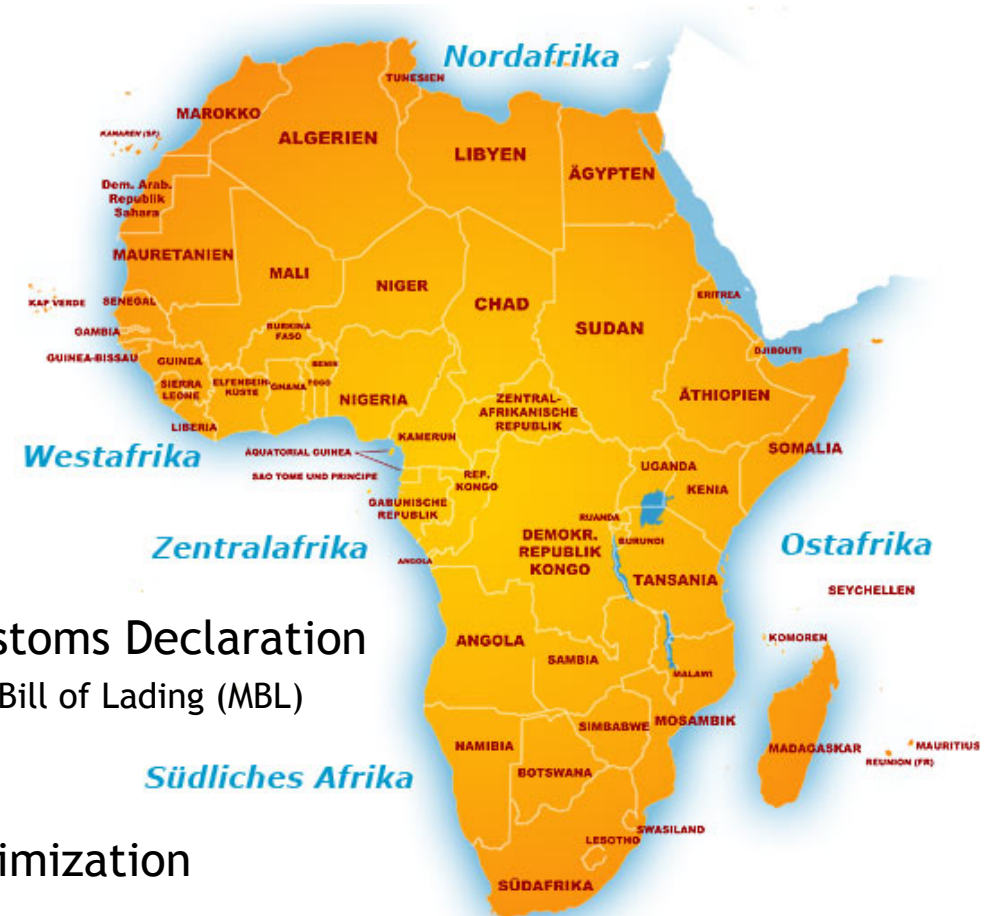 Nordafrika
TUNESIEN
MAROKKO
ALGERIEN
KANAREN (SP)
LIBYEN
ÄGYPTEN
Dem. Arab.
Republik
Sahara
MAURETANIEN
MALI
NIGER
CHAD
ERITREA
KAP VERDE
SENEGAL
SUDAN
GAMBIA
BURKINA
FASO
DJIBOUTI
GUINEA-BISSAU
GUINEA
BENIN
SIERRA
LEONE
ELFENBEIN-
KÜSTE
GHANA
TOGO
NIGERIA
ZENTRAL-
AFRIKANISCHE
REPUBLIK
ÄTHIOPIEN
LIBERIA
KAMERUN
SOMALIA
Westafrika
ÄQUATORIAL GUINEA
UGANDA
SAO TOME UND PRINCIPE
REP.
KONGO
KENIA
GABUNISCHE
REPUBLIK
RUANDA
DEMOKR.
REPUBLIK
KONGO
BURUNDI
Zentralafrika
Ostafrika
ANGOLA
TANSANIA
SEYCHELLEN
stoms Declaration
ANGOLA
KOMOREN
SAMBIA
MALAWI
Bill of Lading (MBL)
SIMBABWE
MOSAMBIK
NAMIBIA
MADAGASKAR
MAURITIUS
REUNION (FR)
Südliches Afrika
BOTSWANA
SWASILAND
LESOTHO
imization
SÜDAFRIKA